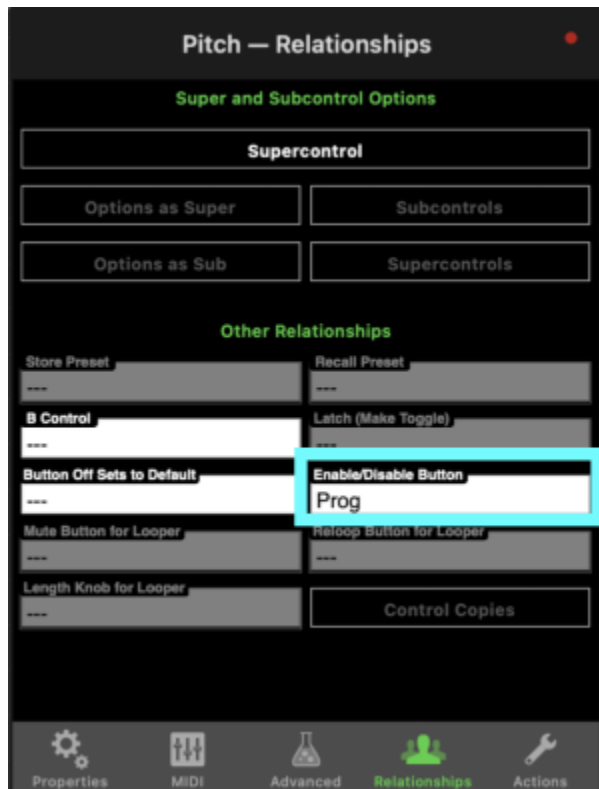 Pitch — Relationships
Super and Subcontrol Options
Supercontrol
Options as Super
Subcontrols
Options as Sub
Supercontrols
Other Relationships
Store Preset
---
Recall Preset
---
B Control
---
Latch (Make Toggle)
---
Button Off Sets to Default
---
Enable/Disable Button
Prog
Mute Button for Looper
---
Reloop Button for Looper
---
Length Knob for Looper
---
Control Copies
Properties
MIDI
Advanced
Relationships
Actions